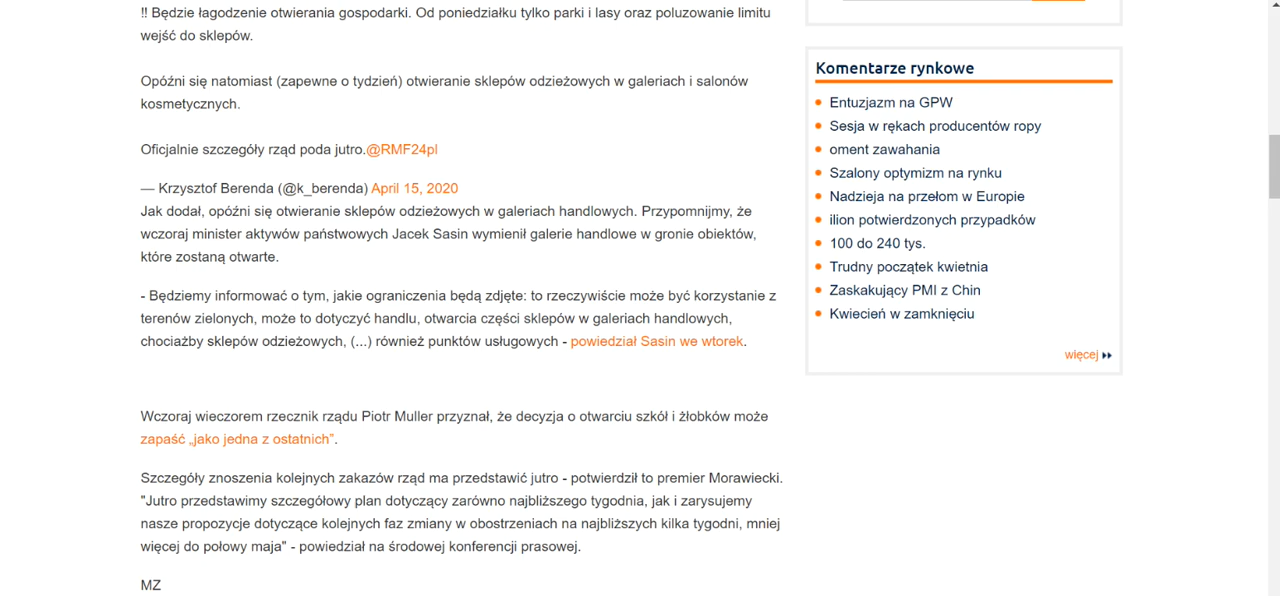 !! Będzie łagodzenie otwierania gospodarki. Od poniedziałku tylko parki i lasy oraz poluzowanie limitu
wejść do sklepów.
Opóźni się natomiast (zapewne o tydzień) otwieranie sklepów odzieżowych w galeriach i salonów
kosmetycznych.
Oficjalnie szczegóły rząd poda jutro.@RMF24pl
— Krzysztof Berenda (@k_berenda) April 15, 2020
Jak dodał, opóźni się otwieranie sklepów odzieżowych w galeriach handlowych. Przypomnijmy, że
wczoraj minister aktywów państwowych Jacek Sasin wymienił galerie handlowe w gronie obiektów,
które zostaną otwarte.
- Będziemy informować o tym, jakie ograniczenia będą zdjęte: to rzeczywiście może być korzystanie z
terenów zielonych, może to dotyczyć handlu, otwarcia części sklepów w galeriach handlowych,
chociażby sklepów odzieżowych, (...) również punktów usługowych - powiedział Sasin we wtorek.
Wczoraj wieczorem rzecznik rządu Piotr Muller przyznał, że decyzja o otwarciu szkół i żłobków może
zapaść „jako jedna z ostatnich”.
Szczegóły znoszenia kolejnych zakazów rząd ma przedstawić jutro - potwierdził to premier Morawiecki.
"Jutro przedstawimy szczegółowy plan dotyczący zarówno najbliższego tygodnia, jak i zarysujemy
nasze propozycje dotyczące kolejnych faz zmiany w obostrzeniach na najbliższych kilka tygodni, mniej
więcej do połowy maja" - powiedział na środowej konferencji prasowej.
MZ
Komentarze rynkowe
Entuzjazm na GPW
Sesja w rękach producentów ropy
oment zawahania
Szalony optymizm na rynku
Nadzieja na przełom w Europie
ilion potwierdzonych przypadków
100 do 240 tys.
Trudny początek kwietnia
Zaskakujący PMI z Chin
Kwiecień w zamknięciu
więcej